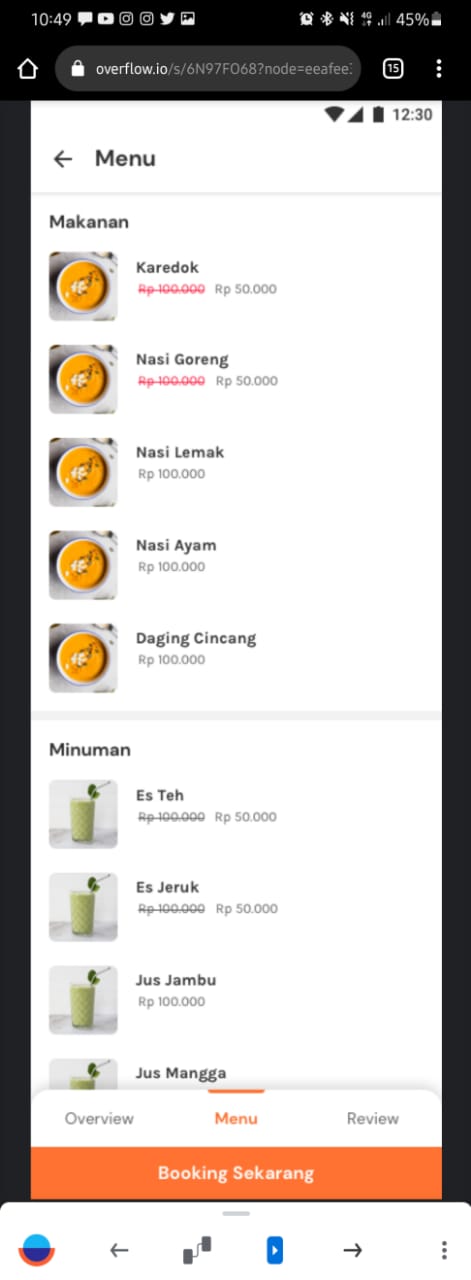 10:49 4G 45%
overflow.io/s/6N97FO68?node=eeafee 15
12:30
Menu
Makanan
Karedok
Rp 100.000 Rp 50.000
Nasi Goreng
Rp 100.000 Rp 50.000
Nasi Lemak
Rp 100.000
Nasi Ayam
Rp 100.000
Daging Cincang
Rp 100.000
Minuman
Es Teh
Rp 100.000 Rp 50.000
Es Jeruk
Rp 100.000 Rp 50.000
Jus Jambu
Rp 100.000
Jus Mangga
Overview Menu Review
Booking Sekarang